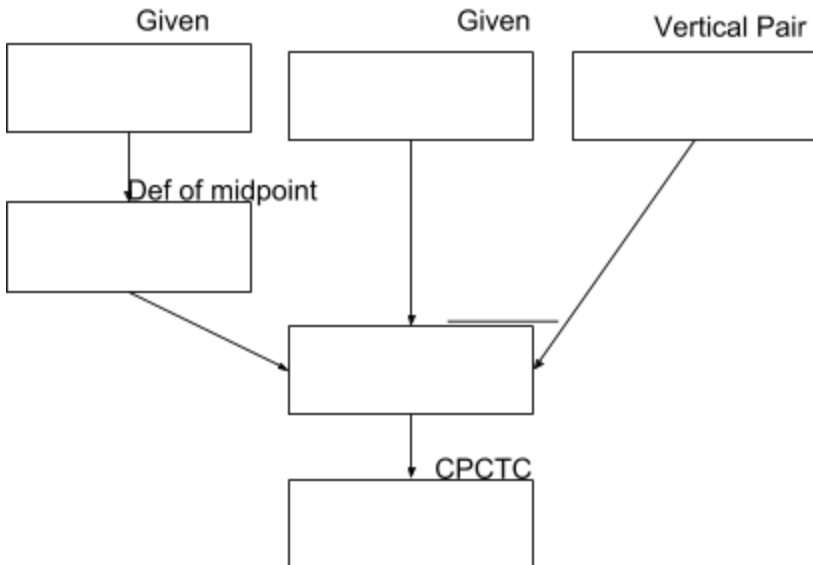 Given
Given
Vertical Pair
Def of midpoint
CPCTC